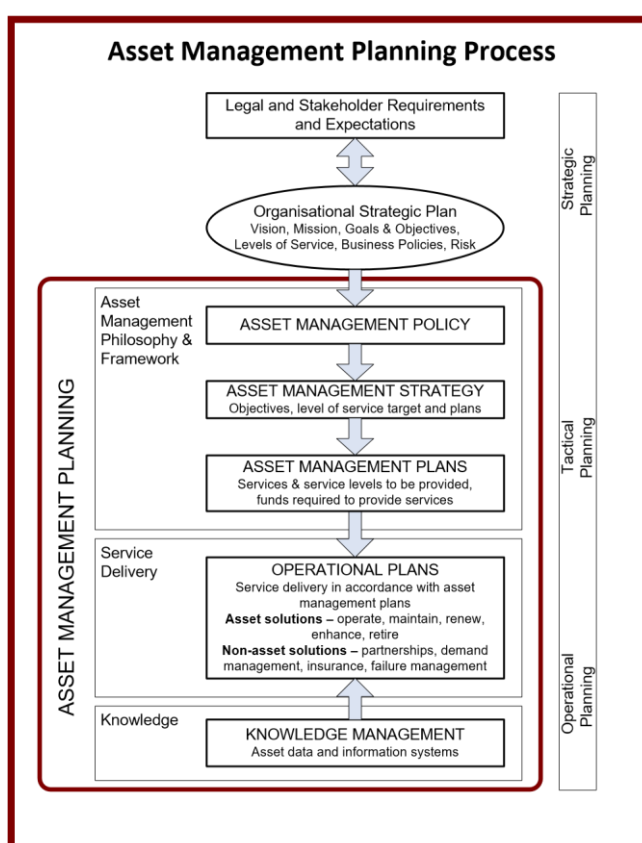 Asset Management Planning Process
Legal and Stakeholder Requirements
and Expectations
Organisational Strategic Plan
Vision, Mission, Goals & Objectives,
Levels of Service, Business Policies, Risk
Strategic
Planning
ASSET MANAGEMENT PLANNING
Asset
Management
Philosophy &
Framework
ASSET MANAGEMENT POLICY
ASSET MANAGEMENT STRATEGY
Objectives, level of service target and plans
ASSET MANAGEMENT PLANS
Services & service levels to be provided,
funds required to provide services
Tactical
Planning
Service
Delivery
OPERATIONAL PLANS
Service delivery in accordance with asset
management plans
Asset solutions – operate, maintain, renew,
enhance, retire
Non-asset solutions – partnerships, demand
management, insurance, failure management
Operational
Planning
Knowledge
KNOWLEDGE MANAGEMENT
Asset data and information systems